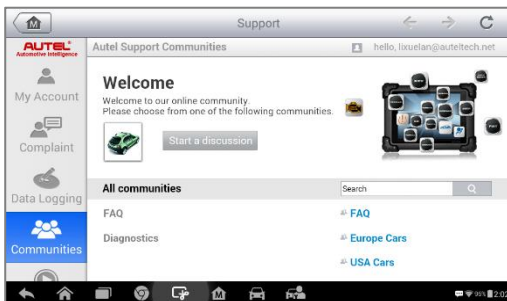 Support
AUTEL
Automotive Intelligence
Autel Support Communities
hello, lixuelan@auteltech.net
My Account
Complaint
Data Logging
Communities
Welcome
Welcome to our online community.
Please choose from one of the following communities.
Start a discussion
All communities
Search
FAQ
FAQ
Diagnostics
Europe Cars
USA Cars